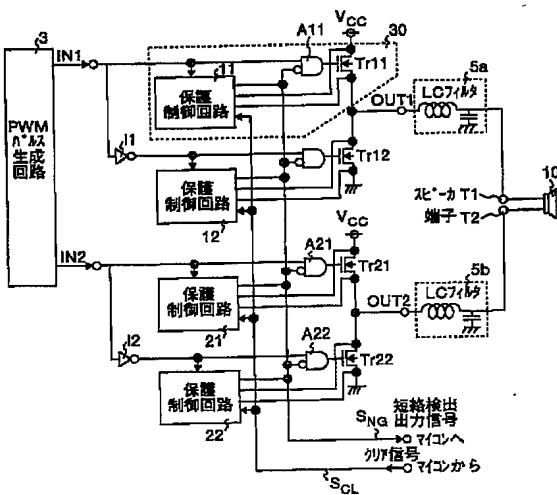 3
PWM
パルス
生成
回路
IN1
11
保護
制御回路
A11
VCC
30
Tr11
OUT1
5a
LCフィルタ
I1
保護
制御回路
12
Tr12
スピーカ T1
端子 T2
10
VCC
IN2
A21
Tr21
保護
制御回路
21
OUT2
5b
LCフィルタ
I2
A22
Tr22
保護
制御回路
22
短絡検出
出力信号
SNG
マイコンへ
クリア信号
マイコンから
SCL